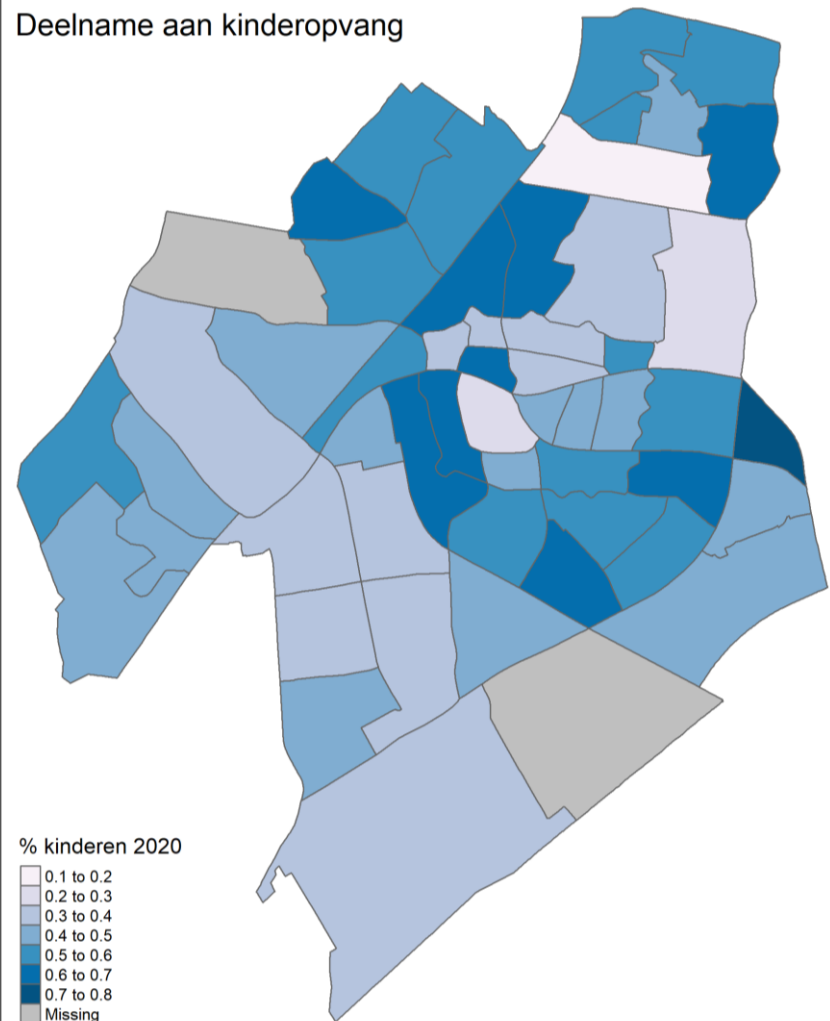 Deelname aan kinderopvang
% kinderen 2020
0.1 to 0.2
0.2 to 0.3
0.3 to 0.4
0.4 to 0.5
0.5 to 0.6
0.6 to 0.7
0.7 to 0.8
Missing